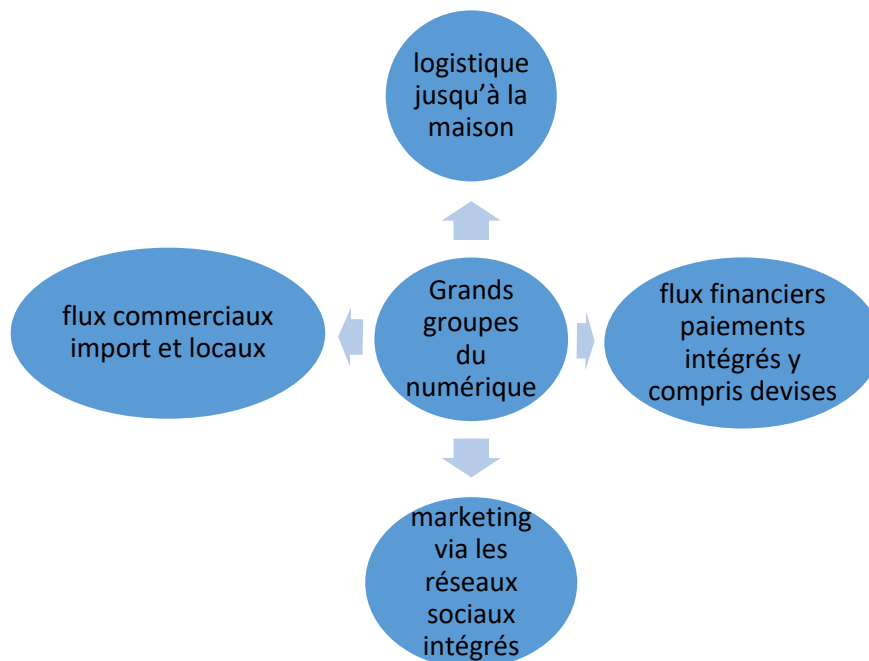 logistique
jusqu’à la
maison
flux commerciaux
import et locaux
Grands
groupes
du
numérique
flux financiers
paiements
intégrés y
compris devises
marketing
via les
réseaux
sociaux
intégrés